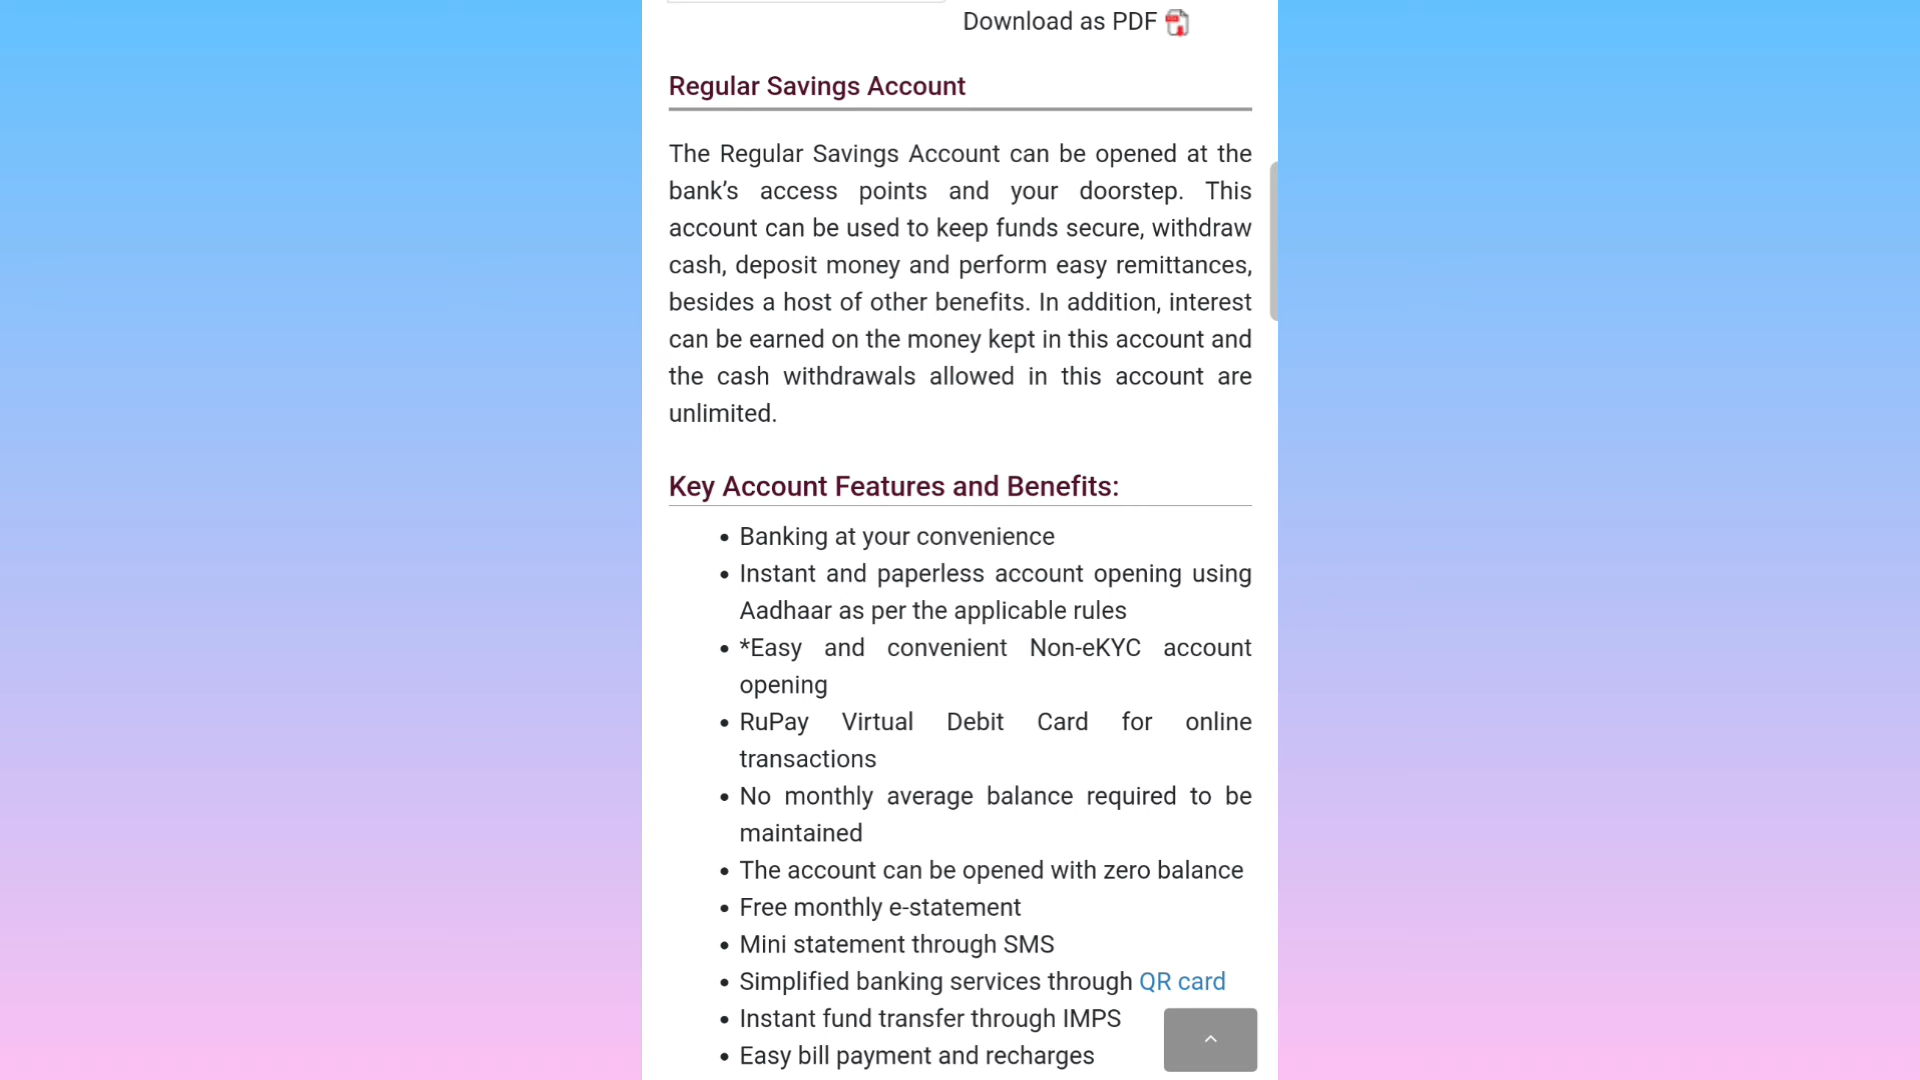 Download as PDF
Regular Savings Account
The Regular Savings Account can be opened at the
bank’s access points and your doorstep. This
account can be used to keep funds secure, withdraw
cash, deposit money and perform easy remittances,
besides a host of other benefits. In addition, interest
can be earned on the money kept in this account and
the cash withdrawals allowed in this account are
unlimited.
Key Account Features and Benefits:
• Banking at your convenience
• Instant and paperless account opening using
Aadhaar as per the applicable rules
• *Easy and convenient Non-eKYC account
opening
• RuPay Virtual Debit Card for online
transactions
• No monthly average balance required to be
maintained
• The account can be opened with zero balance
• Free monthly e-statement
• Mini statement through SMS
• Simplified banking services through QR card
• Instant fund transfer through IMPS
• Easy bill payment and recharges